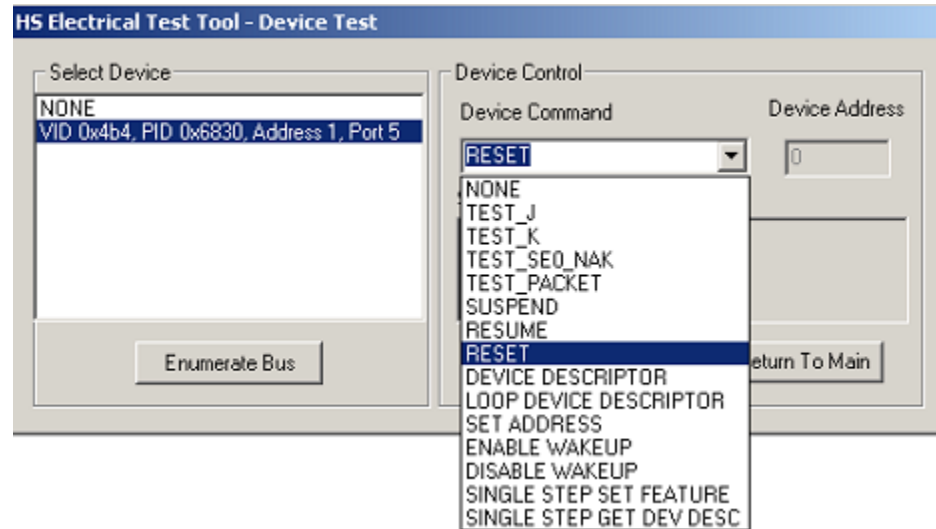 HS Electrical Test Tool - Device Test
Select Device
NONE
VID 0x4b4, PID 0x6830, Address 1, Port 5
Enumerate Bus
Device Control
Device Command
Device Address
RESET
0
NONE
TEST_J
TEST_K
TEST_SE0_NAK
TEST_PACKET
SUSPEND
RESUME
RESET
DEVICE DESCRIPTOR
LOOP DEVICE DESCRIPTOR
SET ADDRESS
ENABLE WAKEUP
DISABLE WAKEUP
SINGLE STEP SET FEATURE
SINGLE STEP GET DEV DESC
eturn To Main